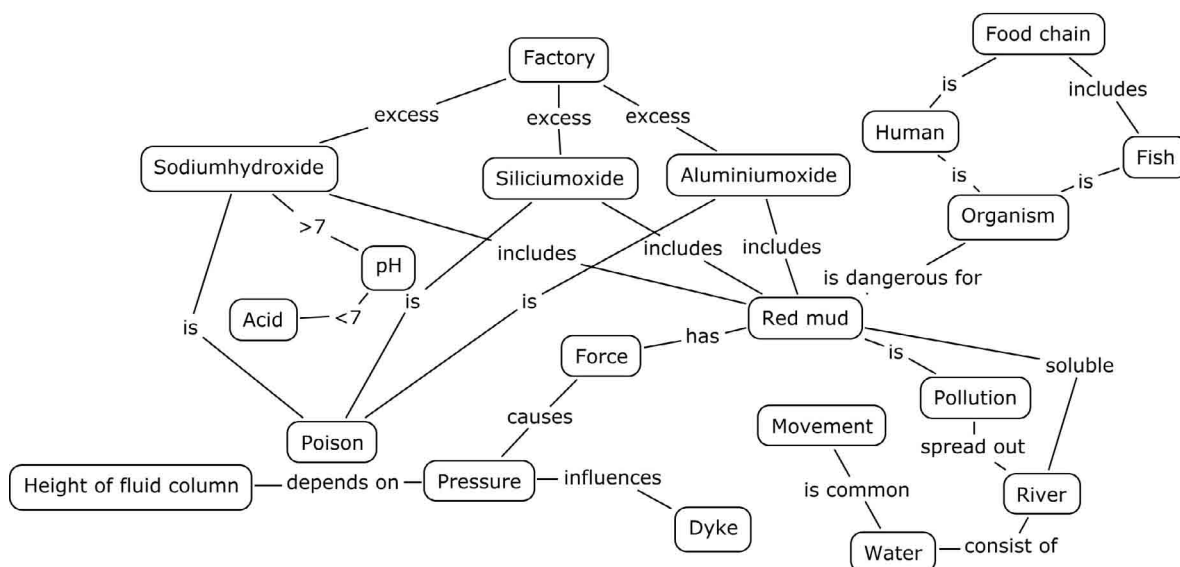 Food chain
Factory
is
includes
excess
excess
excess
Human
Fish
Sodiumhydroxide
Siliciumoxide
Aluminiumoxide
is
is
Organism
>7
includes
includes
includes
pH
is dangerous for
is
is
Acid
<7
is
Red mud
has
Force
is
soluble
Pollution
causes
Movement
Poison
spread out
Height of fluid column
depends on
Pressure
influences
is common
River
Dyke
Water
consist of